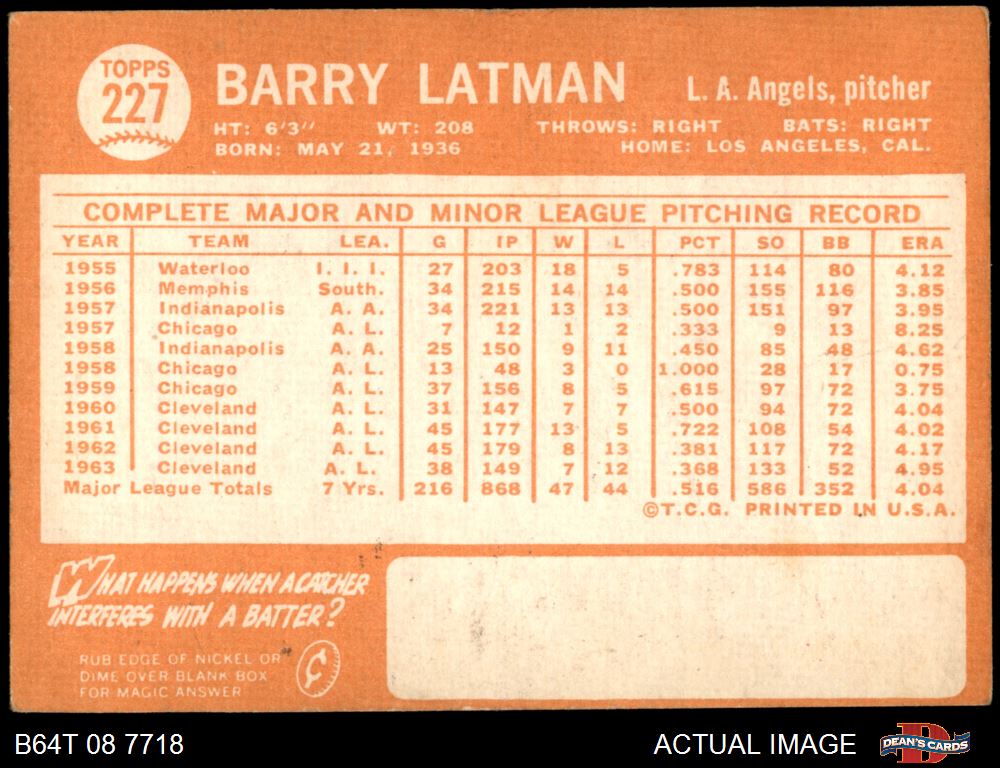 TOPPS
227
BARRY LATMAN
L. A. Angels, pitcher
HT: 6'3" WT: 208 THROWS: RIGHT BATS: RIGHT
BORN: MAY 21, 1936 HOME: LOS ANGELES, CAL.
COMPLETE MAJOR AND MINOR LEAGUE PITCHING RECORD
YEAR TEAM LEA. G IP W L PCT SO BB ERA
1955 Waterloo I. I. I. 27 203 18 5 .783 114 80 4.12
1956 Memphis South. 34 215 14 14 .500 155 116 3.85
1957 Indianapolis A. A. 34 221 13 13 .500 151 97 3.95
1957 Chicago A. L. 7 12 1 2 .333 9 13 8.25
1958 Indianapolis A. A. 25 150 9 11 .450 85 48 4.62
1958 Chicago A. L. 13 48 3 0 1.000 28 17 0.75
1959 Chicago A. L. 37 156 8 5 .615 97 72 3.75
1960 Cleveland A. L. 31 147 7 7 .500 94 72 4.04
1961 Cleveland A. L. 45 177 13 5 .722 108 54 4.02
1962 Cleveland A. L. 45 179 8 13 .381 117 72 4.17
1963 Cleveland A. L. 38 149 7 12 .368 133 52 4.95
Major League Totals 7 Yrs. 216 868 47 44 .516 586 352 4.04
©T.C.G. PRINTED IN U.S.A.
WHAT HAPPENS WHEN A CATCHER
INTERFERES WITH A BATTER?
RUB EDGE OF NICKEL OR
DIME OVER BLANK BOX
FOR MAGIC ANSWER
¢
B64T 08 7718
ACTUAL IMAGE
DEAN'S CARDS